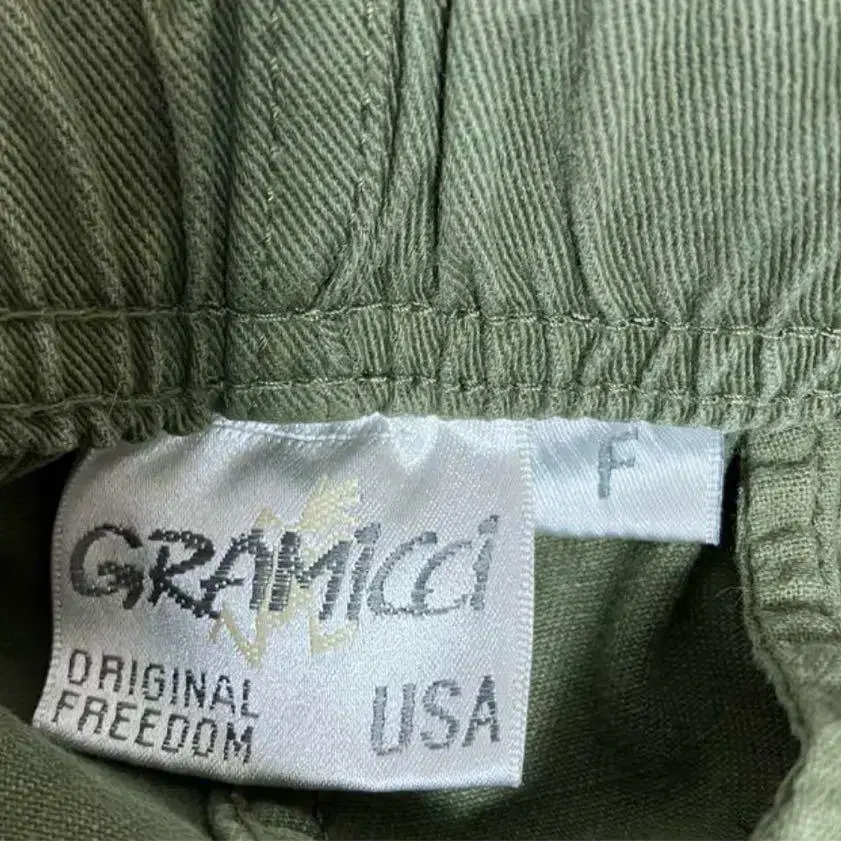 F
GRAMicci
ORIGINAL
FREEDOM
USA